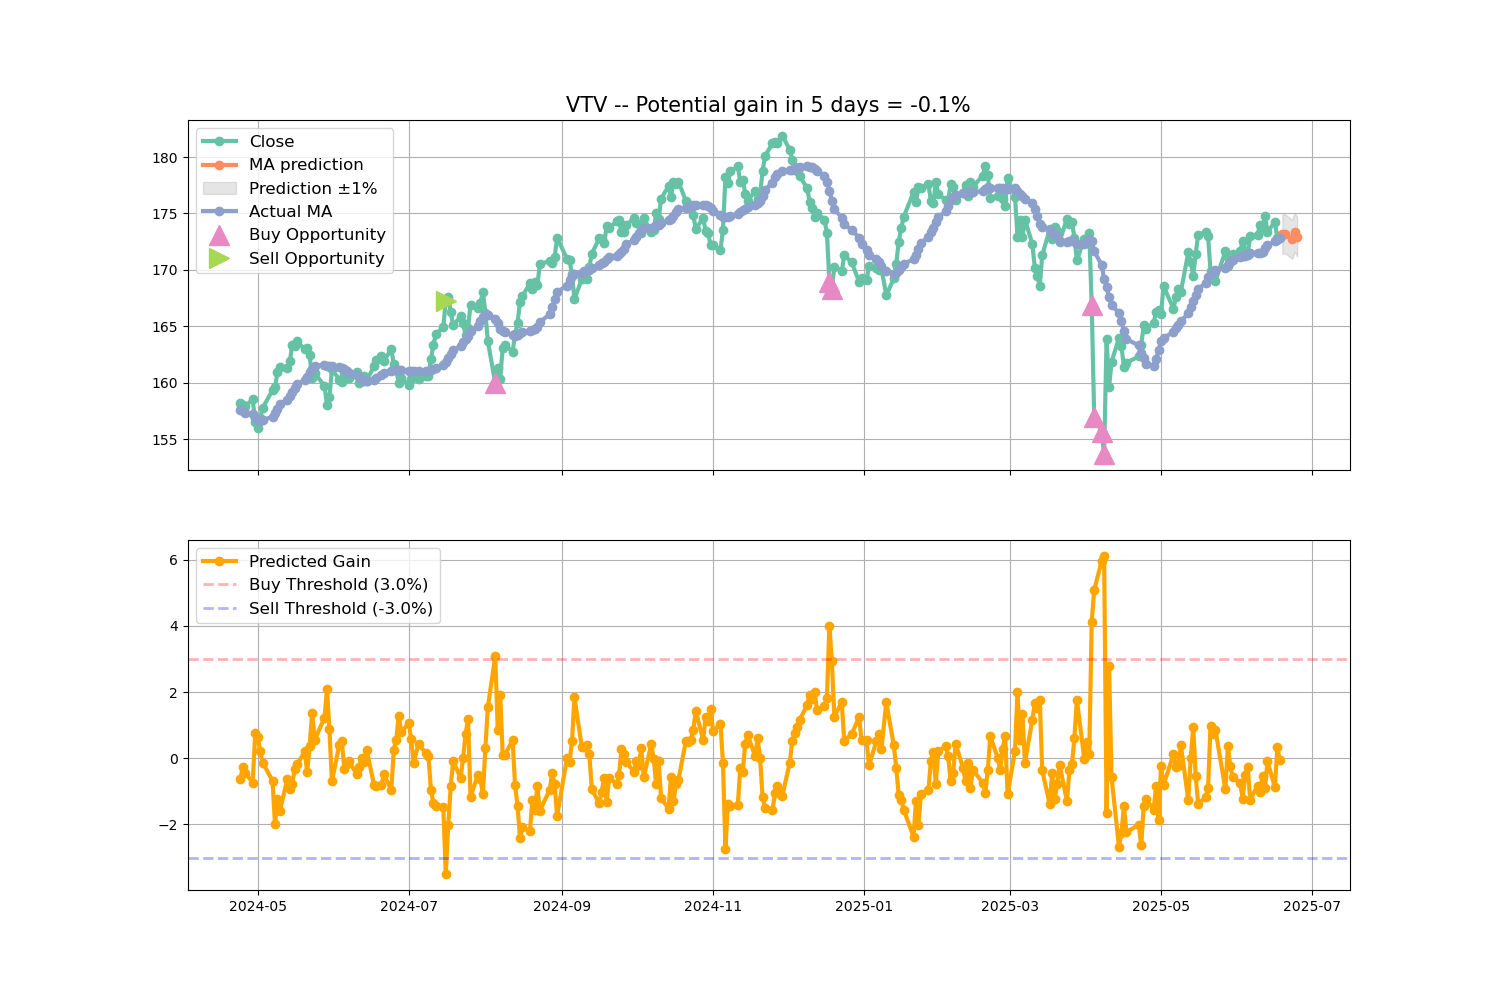 VTV -- Potential gain in 5 days = -0.1%
Close
MA prediction
Prediction ±1%
Actual MA
Buy Opportunity
Sell Opportunity
180
175
170
165
160
155
Predicted Gain
Buy Threshold (3.0%)
Sell Threshold (-3.0%)
6
4
2
0
−2
2024-05 2024-07 2024-09 2024-11 2025-01 2025-03 2025-05 2025-07